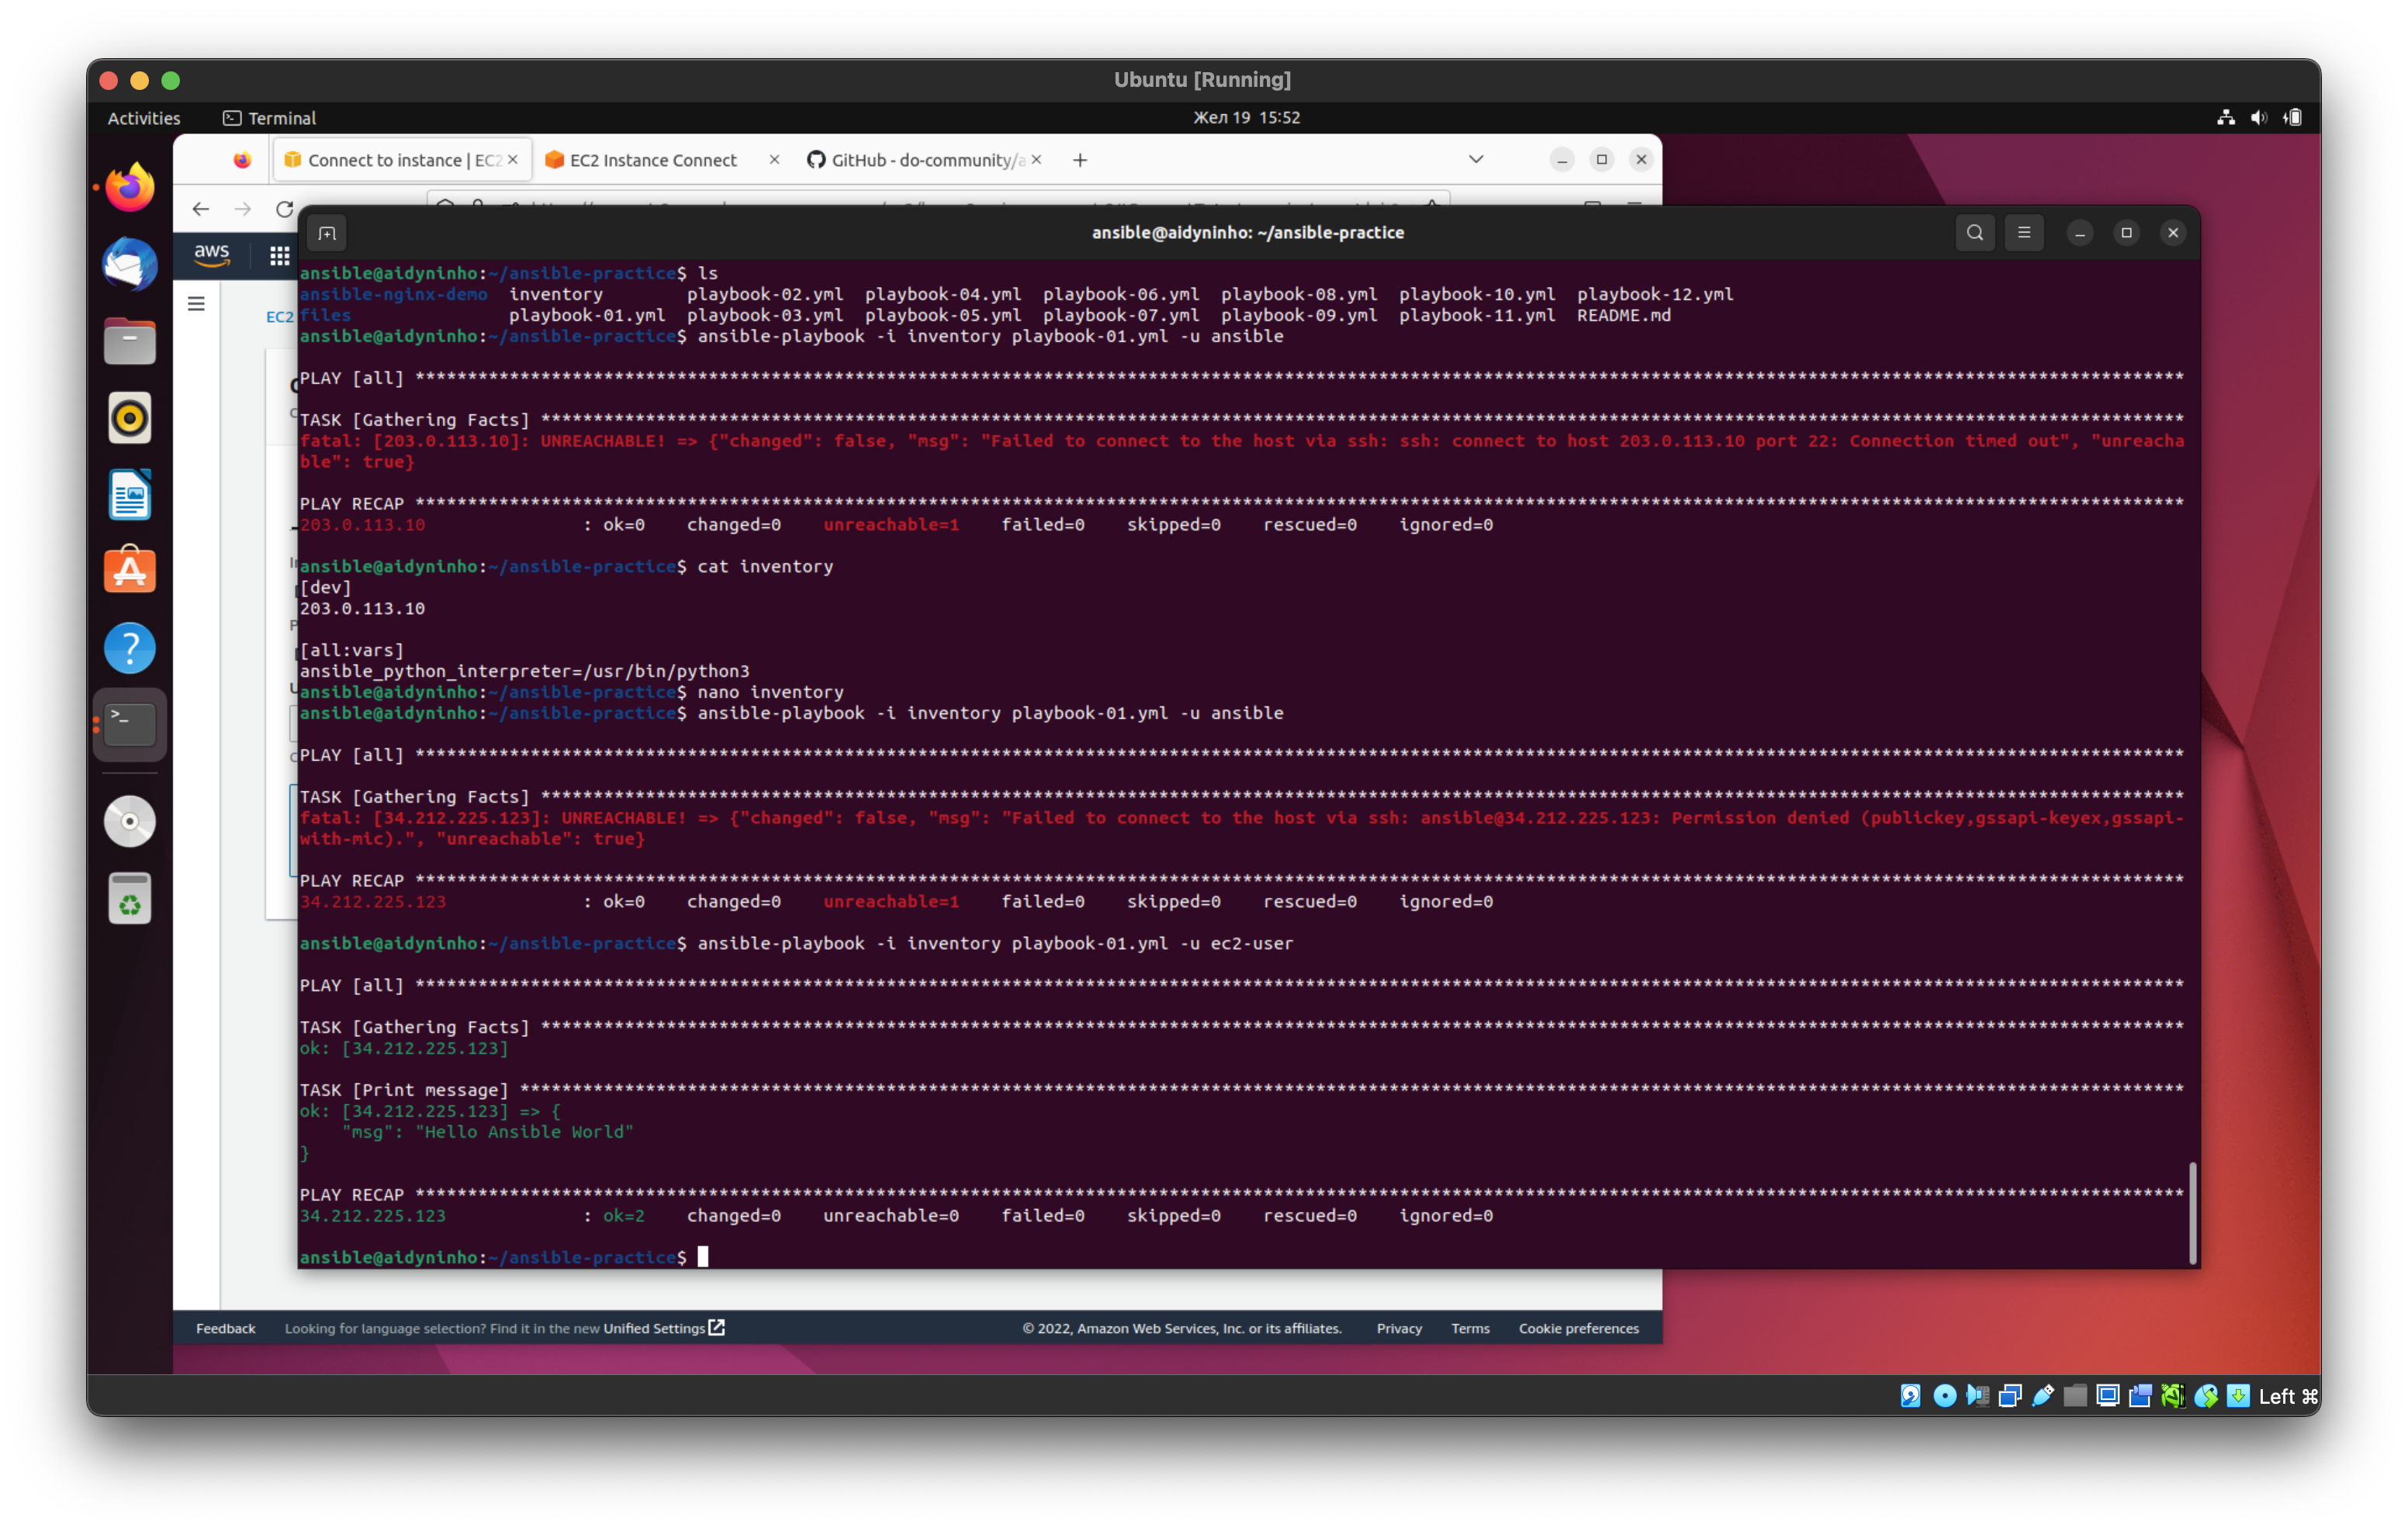 Ubuntu [Running]
Activities Terminal Жел 19 15:52
Connect to instance | EC2 EC2 Instance Connect GitHub - do-community/a
aws
ansible@aidyninho: ~/ansible-practice
EC2
ansible@aidyninho:~/ansible-practice$ ls
ansible-nginx-demo inventory playbook-02.yml playbook-04.yml playbook-06.yml playbook-08.yml playbook-10.yml playbook-12.yml
files playbook-01.yml playbook-03.yml playbook-05.yml playbook-07.yml playbook-09.yml playbook-11.yml README.md
ansible@aidyninho:~/ansible-practice$ ansible-playbook -i inventory playbook-01.yml -u ansible
PLAY [all] ***************************************************************************************************************************************************
TASK [Gathering Facts] ***************************************************************************************************************************************************
fatal: [203.0.113.10]: UNREACHABLE! => {"changed": false, "msg": "Failed to connect to the host via ssh: ssh: connect to host 203.0.113.10 port 22: Connection timed out", "unreacha
ble": true}
PLAY RECAP ***************************************************************************************************************************************************
203.0.113.10 : ok=0 changed=0 unreachable=1 failed=0 skipped=0 rescued=0 ignored=0
ansible@aidyninho:~/ansible-practice$ cat inventory
[dev]
203.0.113.10
[all:vars]
ansible_python_interpreter=/usr/bin/python3
ansible@aidyninho:~/ansible-practice$ nano inventory
ansible@aidyninho:~/ansible-practice$ ansible-playbook -i inventory playbook-01.yml -u ansible
PLAY [all] ***************************************************************************************************************************************************
TASK [Gathering Facts] ***************************************************************************************************************************************************
fatal: [34.212.225.123]: UNREACHABLE! => {"changed": false, "msg": "Failed to connect to the host via ssh: ansible@34.212.225.123: Permission denied (publickey,gssapi-keyex,gssapi-
with-mic).", "unreachable": true}
PLAY RECAP ***************************************************************************************************************************************************
34.212.225.123 : ok=0 changed=0 unreachable=1 failed=0 skipped=0 rescued=0 ignored=0
ansible@aidyninho:~/ansible-practice$ ansible-playbook -i inventory playbook-01.yml -u ec2-user
PLAY [all] ***************************************************************************************************************************************************
TASK [Gathering Facts] ***************************************************************************************************************************************************
ok: [34.212.225.123]
TASK [Print message] ***************************************************************************************************************************************************
ok: [34.212.225.123] => {
"msg": "Hello Ansible World"
}
PLAY RECAP ***************************************************************************************************************************************************
34.212.225.123 : ok=2 changed=0 unreachable=0 failed=0 skipped=0 rescued=0 ignored=0
ansible@aidyninho:~/ansible-practice$
Feedback Looking for language selection? Find it in the new Unified Settings © 2022, Amazon Web Services, Inc. or its affiliates. Privacy Terms Cookie preferences
Left ⌘